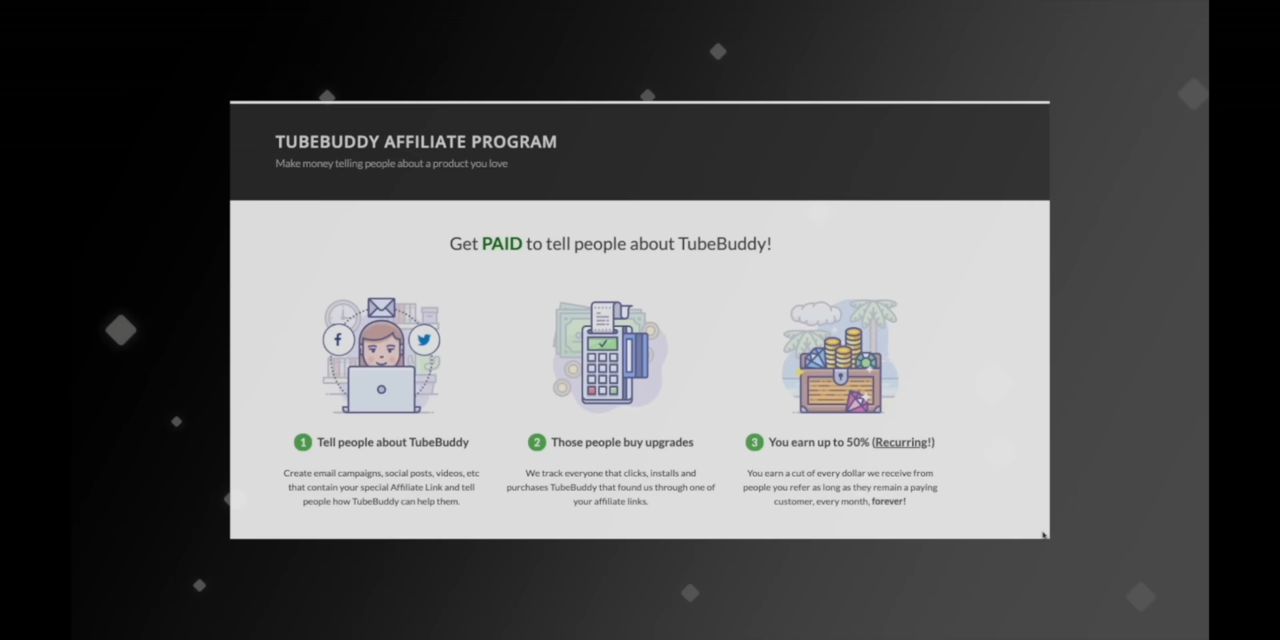 TUBEBUDDY AFFILIATE PROGRAM
Make money telling people about a product you love
Get PAID to tell people about TubeBuddy!
1 Tell people about TubeBuddy
Create email campaigns, social posts, videos, etc
that contain your special Affiliate Link and tell
people how TubeBuddy can help them.
2 Those people buy upgrades
We track everyone that clicks, installs and
purchases TubeBuddy that found us through one of
your affiliate links.
3 You earn up to 50% (Recurring!)
You earn a cut of every dollar we receive from
people you refer as long as they remain a paying
customer, every month, forever!